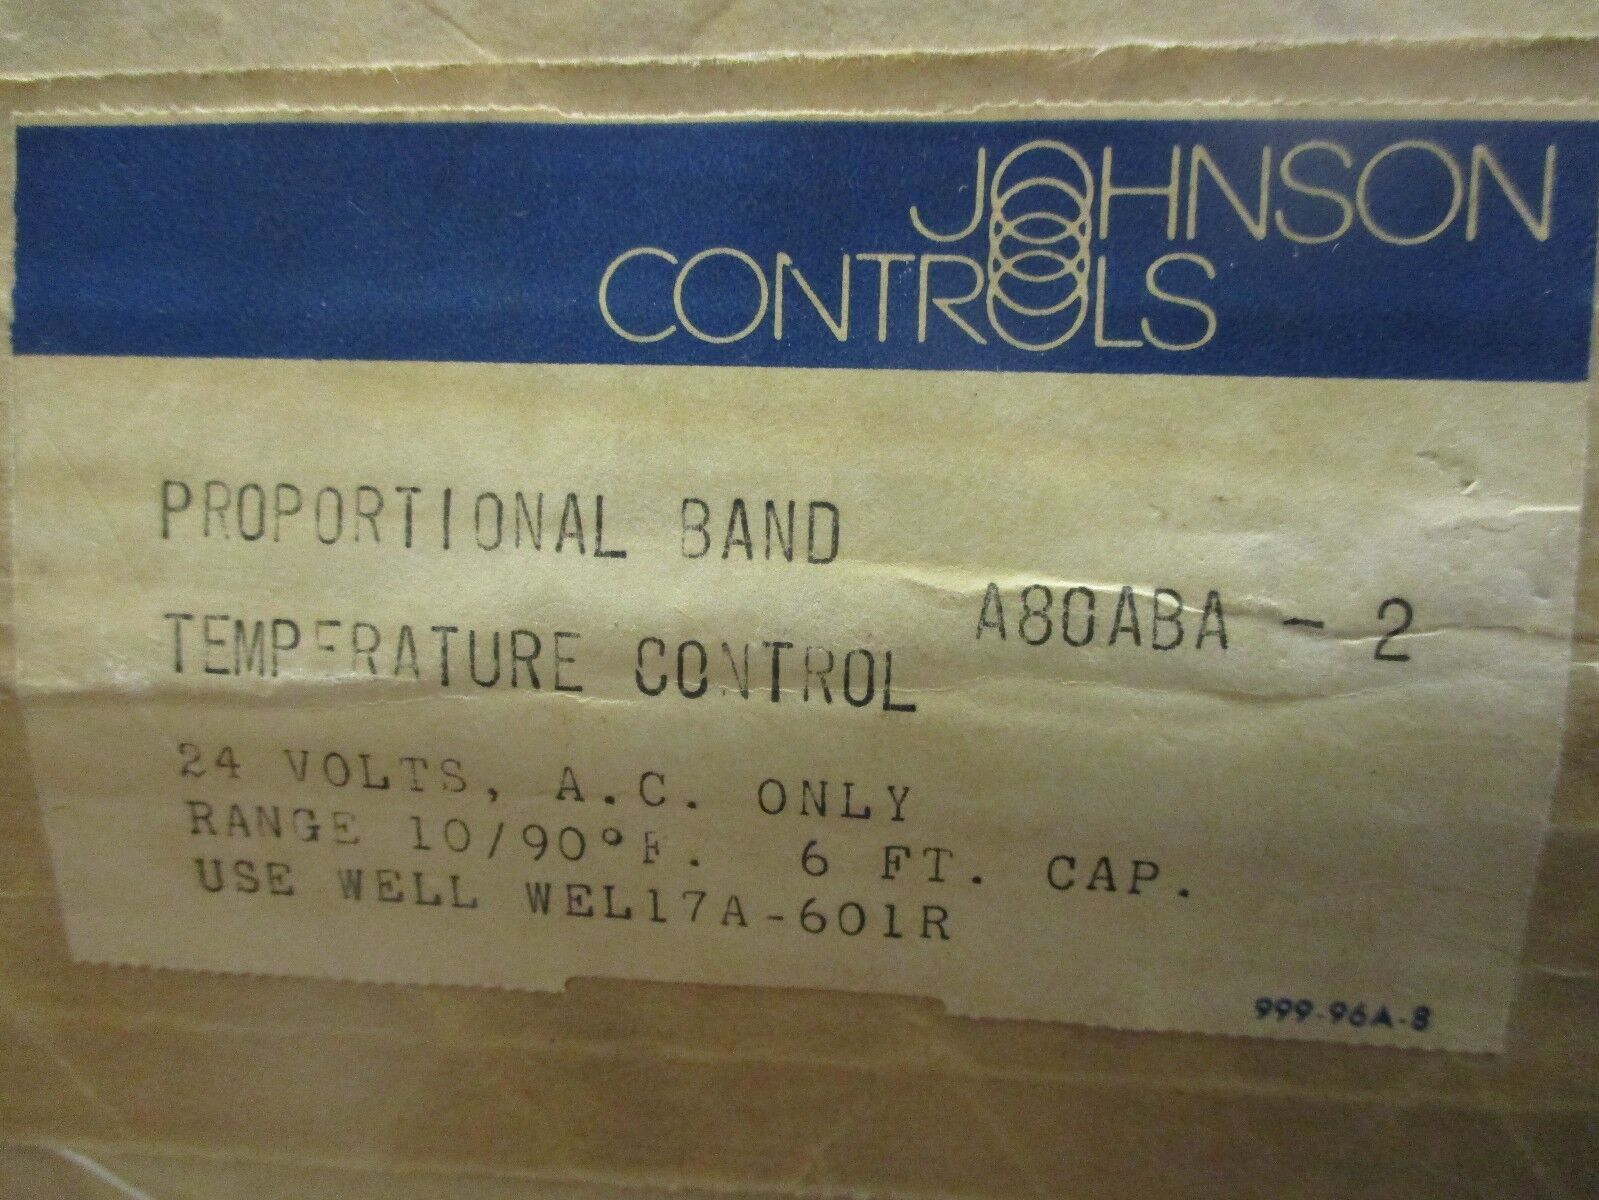 JOHNSON
CONTROLS
PROPORTIONAL BAND
TEMPERATURE CONTROL A80ABA - 2
24 VOLTS, A.C. ONLY
RANGE 10/90°F. 6 FT. CAP.
USE WELL WEL17A-601R
999-96A-8